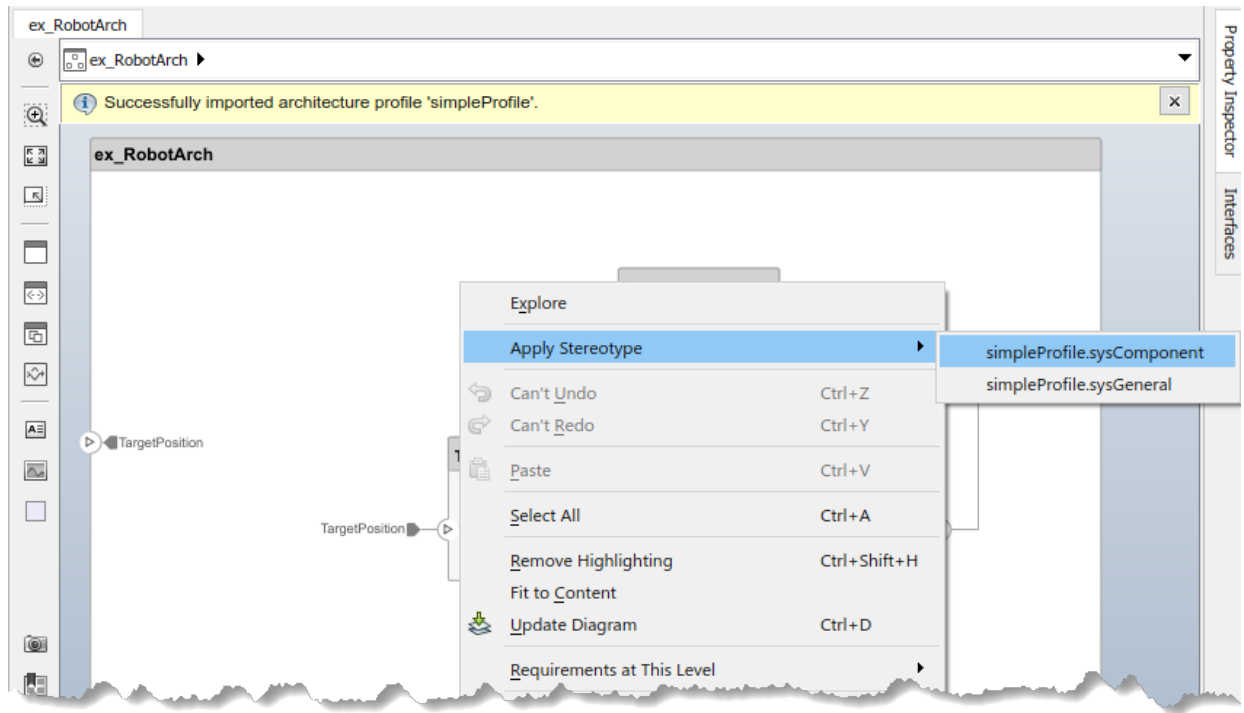 ex_RobotArch
ex_RobotArch
Successfully imported architecture profile 'simpleProfile'.
ex_RobotArch
Property Inspector
Interfaces
Explore
Apply Stereotype
simpleProfile.sysComponent
simpleProfile.sysGeneral
Can't Undo Ctrl+Z
Can't Redo Ctrl+Y
Paste Ctrl+V
Select All Ctrl+A
Remove Highlighting Ctrl+Shift+H
Fit to Content
Update Diagram Ctrl+D
Requirements at This Level
TargetPosition
TargetPosition